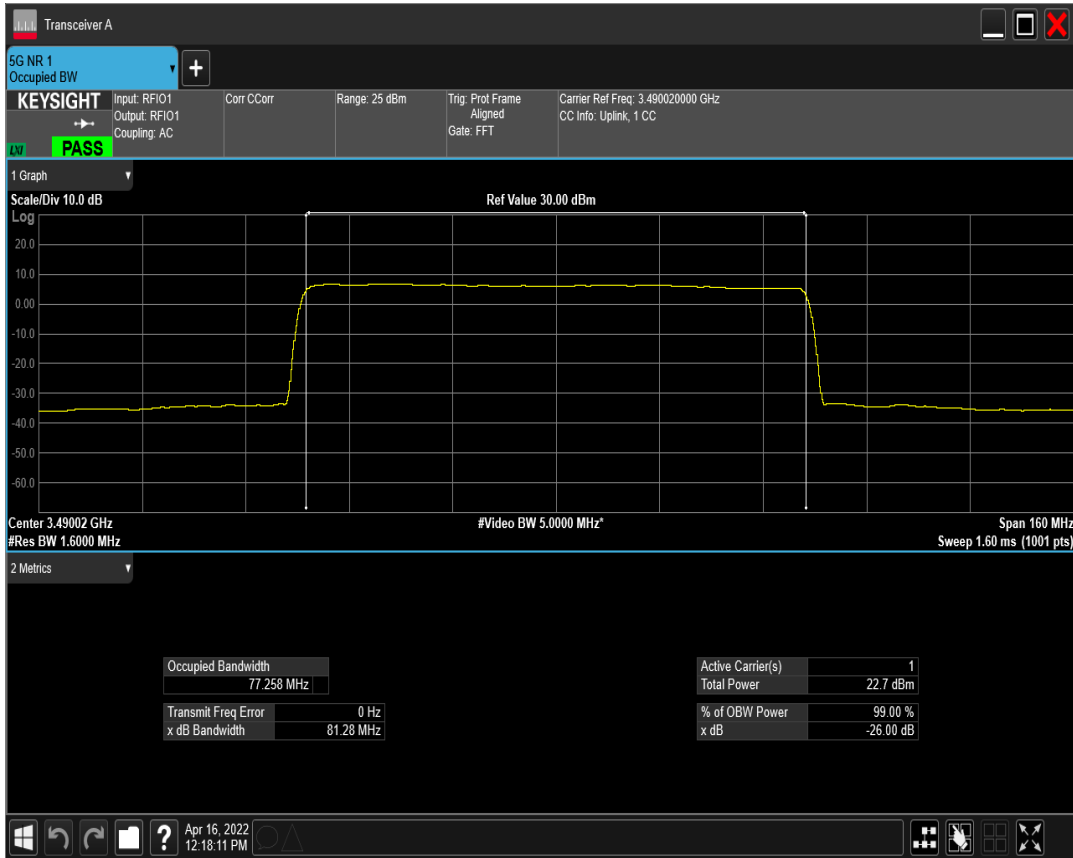 Transceiver A
5G NR 1
Occupied BW
KEYSIGHT
LXI
PASS
Input: RFIO1
Output: RFIO1
Coupling: AC
Corr CCorr
Range: 25 dBm
Trig: Prot Frame
Aligned
Gate: FFT
Carrier Ref Freq: 3.490020000 GHz
CC Info: Uplink, 1 CC
1 Graph
Scale/Div 10.0 dB
Ref Value 30.00 dBm
Log
20.0
10.0
0.00
-10.0
-20.0
-30.0
-40.0
-50.0
-60.0
Center 3.49002 GHz
#Video BW 5.0000 MHz*
Span 160 MHz
#Res BW 1.6000 MHz
Sweep 1.60 ms (1001 pts)
2 Metrics
Occupied Bandwidth
77.258 MHz
Transmit Freq Error 0 Hz
x dB Bandwidth 81.28 MHz
Active Carrier(s) 1
Total Power 22.7 dBm
% of OBW Power 99.00 %
x dB -26.00 dB
?
Apr 16, 2022
12:18:11 PM